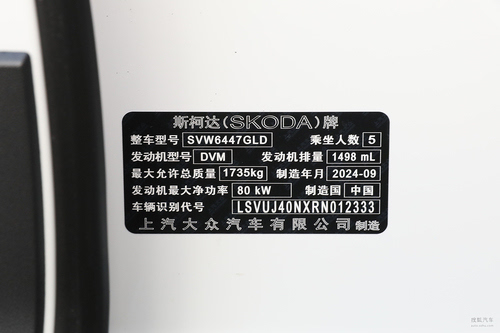 斯柯达(SKODA)牌
整车型号 SVW6447GLD 乘坐人数 5
发动机型号 DVM 发动机排量 1498 mL
最大允许总质量 1735kg 制造年月 2024-09
发动机最大净功率 80 kW 制造国 中国
车辆识别代号 LSVUJ40NXRN012333
上汽大众汽车有限公司 制造